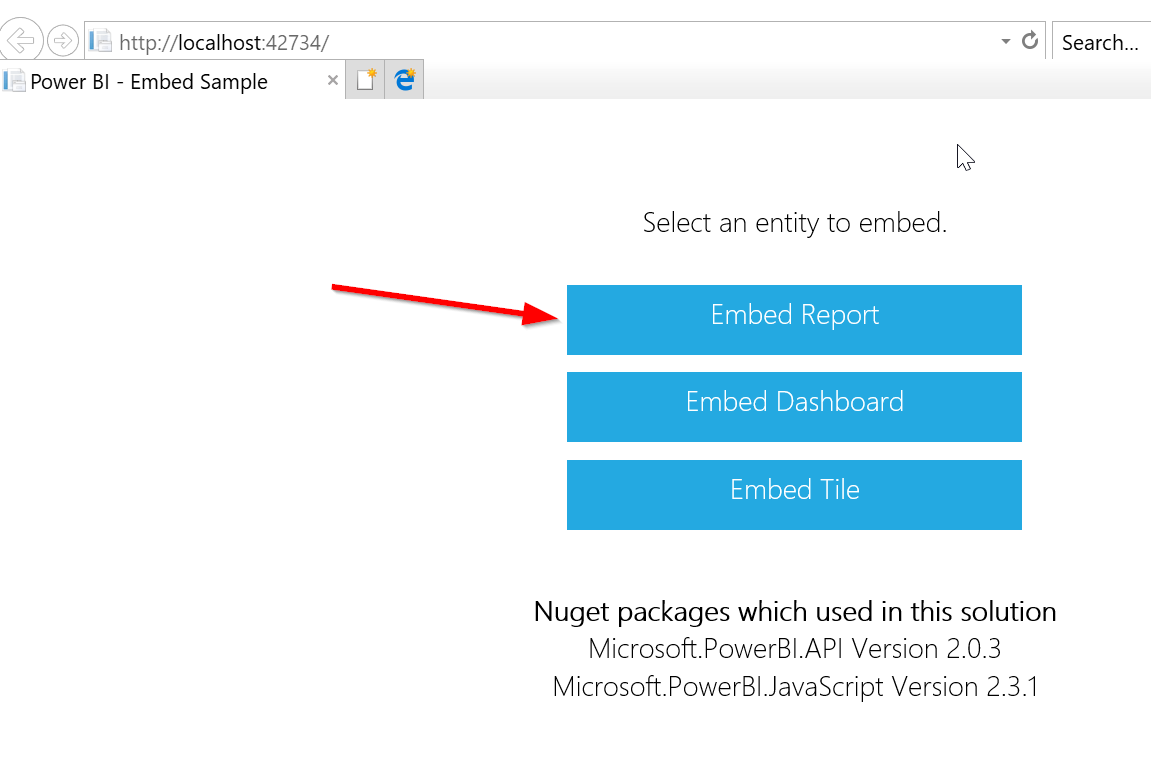 http://localhost:42734/
Search...
Power BI - Embed Sample
Select an entity to embed.
Embed Report
Embed Dashboard
Embed Tile
Nuget packages which used in this solution
Microsoft.PowerBI.API Version 2.0.3
Microsoft.PowerBI.JavaScript Version 2.3.1